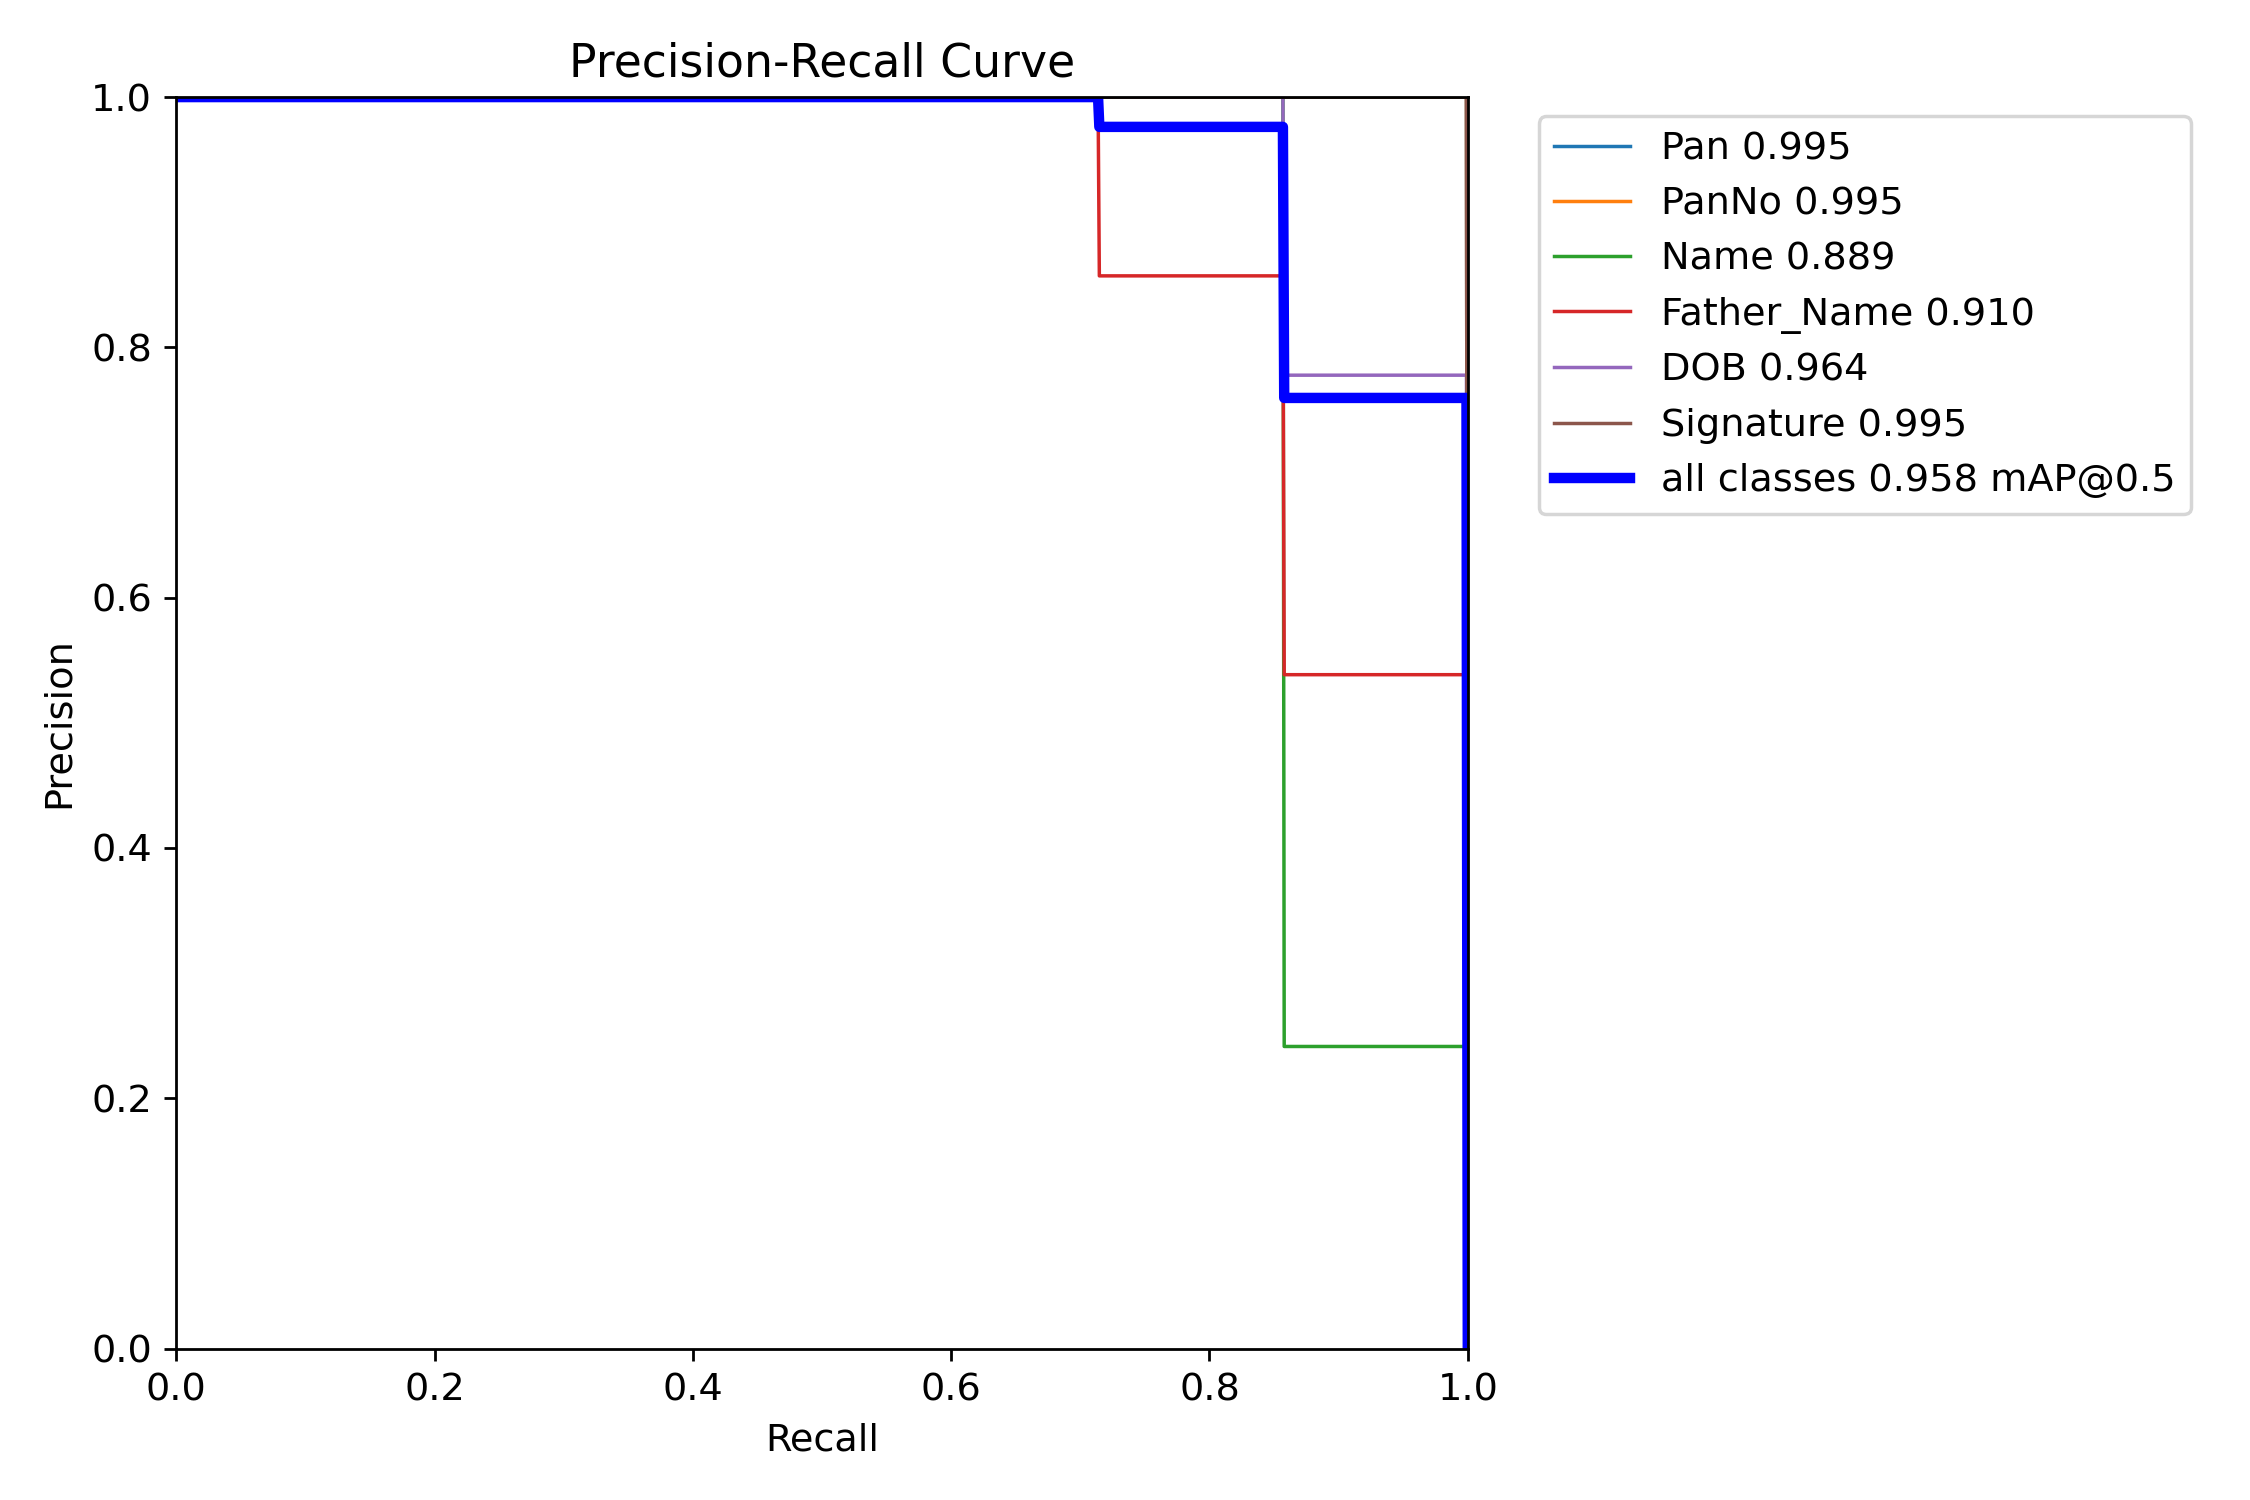 Precision-Recall Curve
1.0
0.8
0.6
0.4
0.2
0.0
Precision
0.0 0.2 0.4 0.6 0.8 1.0
Recall
Pan 0.995
PanNo 0.995
Name 0.889
Father_Name 0.910
DOB 0.964
Signature 0.995
all classes 0.958 mAP@0.5